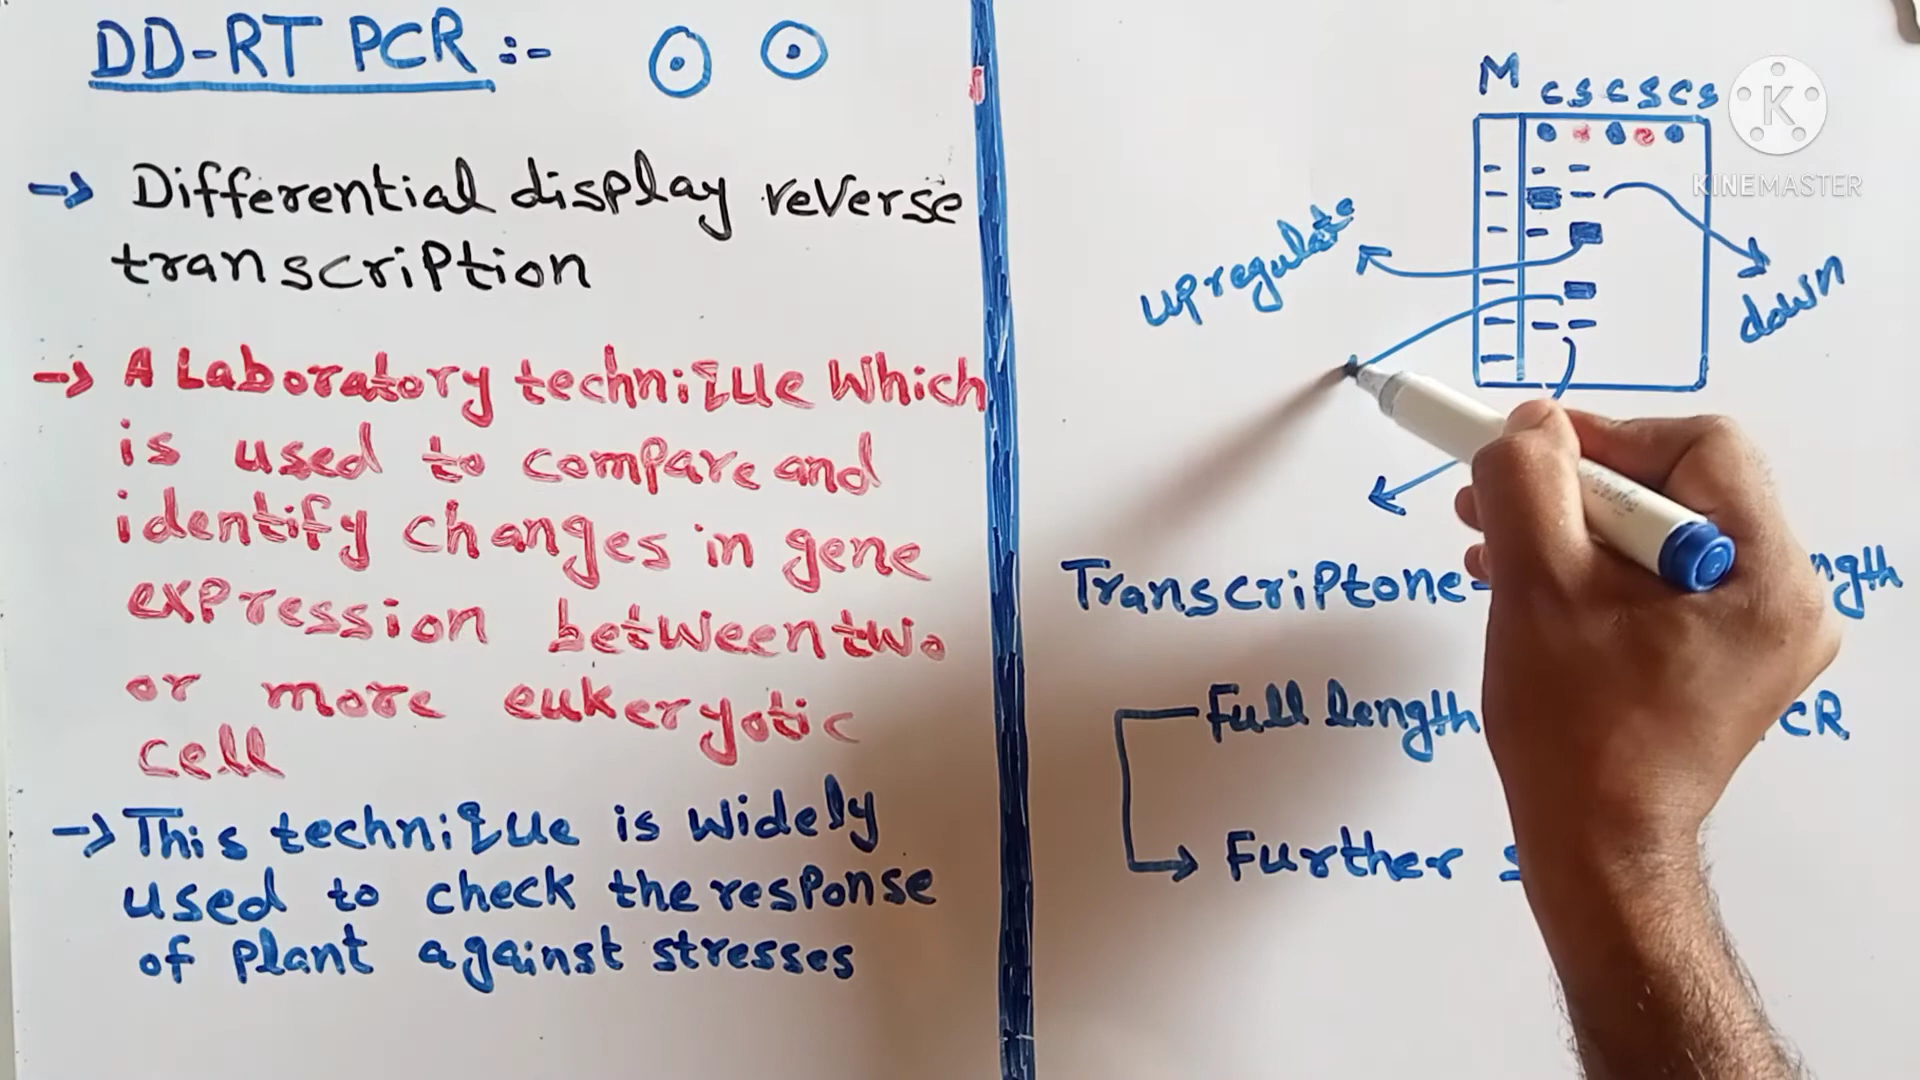 DD-RT PCR :-
→ Differential display reverse
transcription
→ A Laboratory technique which
is used to compare and
identify changes in gene
expression between two
or more eukeryotic
cell
→ This technique is widely
used to check the response
of plant against stresses
M
c s c s c s
K
KINEMASTER
upregulate
down
Transcriptone
Full length
CR
Further